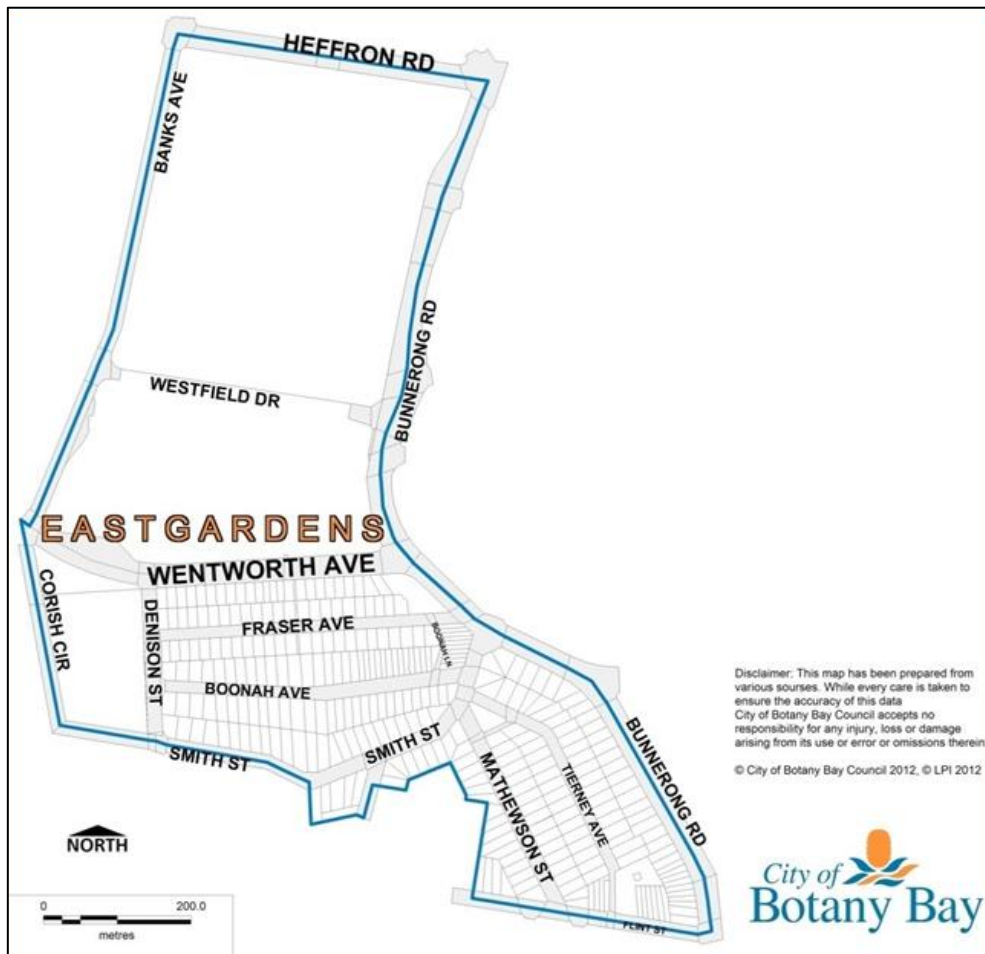 HEFFRON RD
BANKS AVE
BUNNERONG RD
WESTFIELD DR
EASTGARDENS
WENTWORTH AVE
CORISH CIR
DENISON ST
FRASER AVE
BOONAH LN
BOONAH AVE
SMITH ST
SMITH ST
MATHEWSON ST
TIERNEY AVE
BUNNERONG RD
FLINT ST
Disclaimer: This map has been prepared from
various sourses. While every care is taken to
ensure the accuracy of this data
City of Botany Bay Council accepts no
responsibility for any injury, loss or damage
arising from its use or error or omissions therein
© City of Botany Bay Council 2012, © LPI 2012
NORTH
0 200.0
metres
City of
Botany Bay